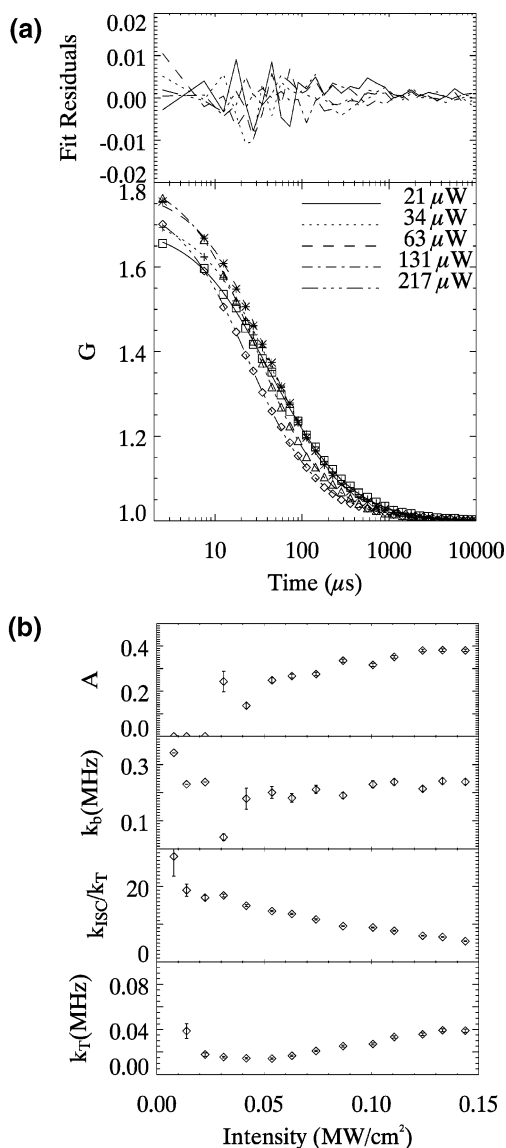 (a)
0.02
0.01
0.00
-0.01
-0.02
Fit Residuals
1.8
1.6
1.4
1.2
1.0
G
21 μW
34 μW
63 μW
131 μW
217 μW
10 100 1000 10000
Time (μs)
(b)
0.4
0.2
0.0
A
0.3
0.1
k_b(MHz)
20
0
k_ISC/k_T
0.08
0.04
0.00
k_T(MHz)
0.00 0.05 0.10 0.15
Intensity (MW/cm²)